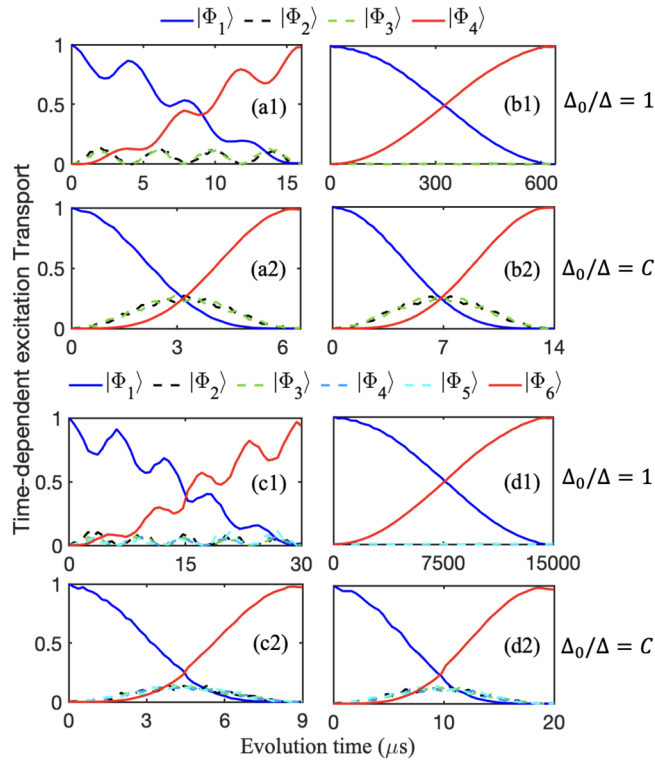 |Φ₁⟩ |Φ₂⟩ |Φ₃⟩ |Φ₄⟩
1 0.5 0 (a1) 0 5 10 15
(b1) 0 300 600 Δ₀/Δ = 1
1 0.5 0 (a2) 0 3 6
(b2) 0 7 14 Δ₀/Δ = C
|Φ₁⟩ |Φ₂⟩ |Φ₃⟩ |Φ₄⟩ |Φ₅⟩ |Φ₆⟩
Time-dependent excitation Transport
1 0.5 0 (c1) 0 15 30
(d1) 0 7500 15000 Δ₀/Δ = 1
1 0.5 0 (c2) 0 3 6 9
(d2) 0 10 20 Δ₀/Δ = C
Evolution time (μs)